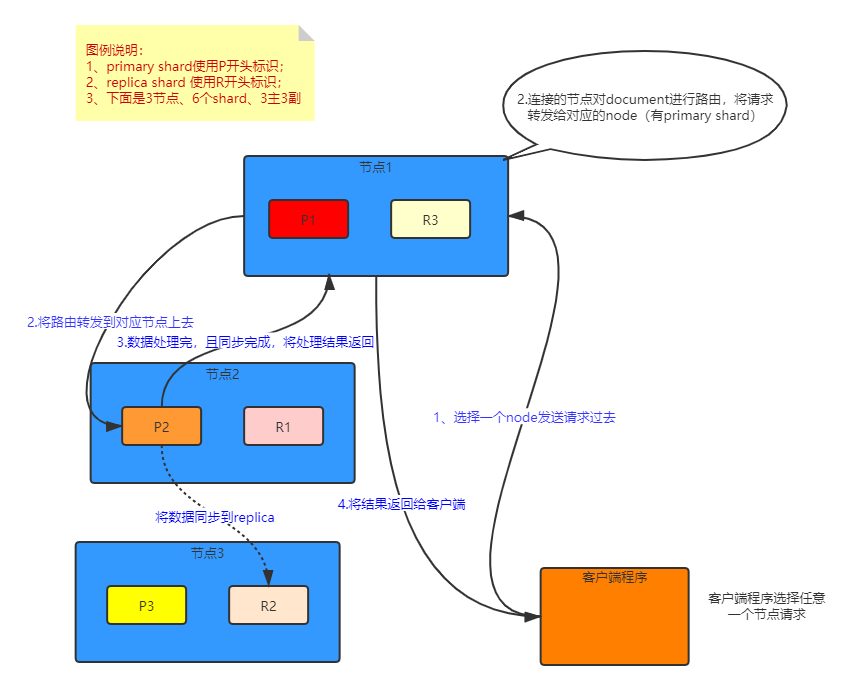 图例说明：
1、primary shard使用P开头标识；
2、replica shard 使用R开头标识；
3、下面是3节点、6个shard、3主3副
2.连接的节点对document进行路由，将请求
转发给对应的node（有primary shard）
节点1
P1
R3
2.将路由转发到对应节点上去
3.数据处理完，且同步完成，将处理结果返回
节点2
P2
R1
1、选择一个node发送请求过去
4.将结果返回给客户端
将数据同步到replica
节点3
P3
R2
客户端程序
客户端程序选择任意
一个节点请求